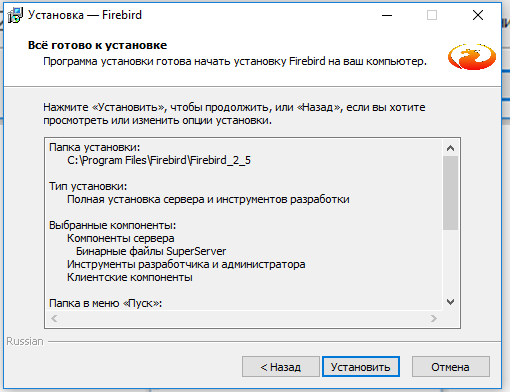 Установка — Firebird
Всё готово к установке
Программа установки готова начать установку Firebird на ваш компьютер.
Нажмите «Установить», чтобы продолжить, или «Назад», если вы хотите
просмотреть или изменить опции установки.
Папка установки:
C:\Program Files\Firebird\Firebird_2_5
Тип установки:
Полная установка сервера и инструментов разработки
Выбранные компоненты:
Компоненты сервера
Бинарные файлы SuperServer
Инструменты разработчика и администратора
Клиентские компоненты
Папка в меню «Пуск»:
Russian
< Назад
Установить
Отмена